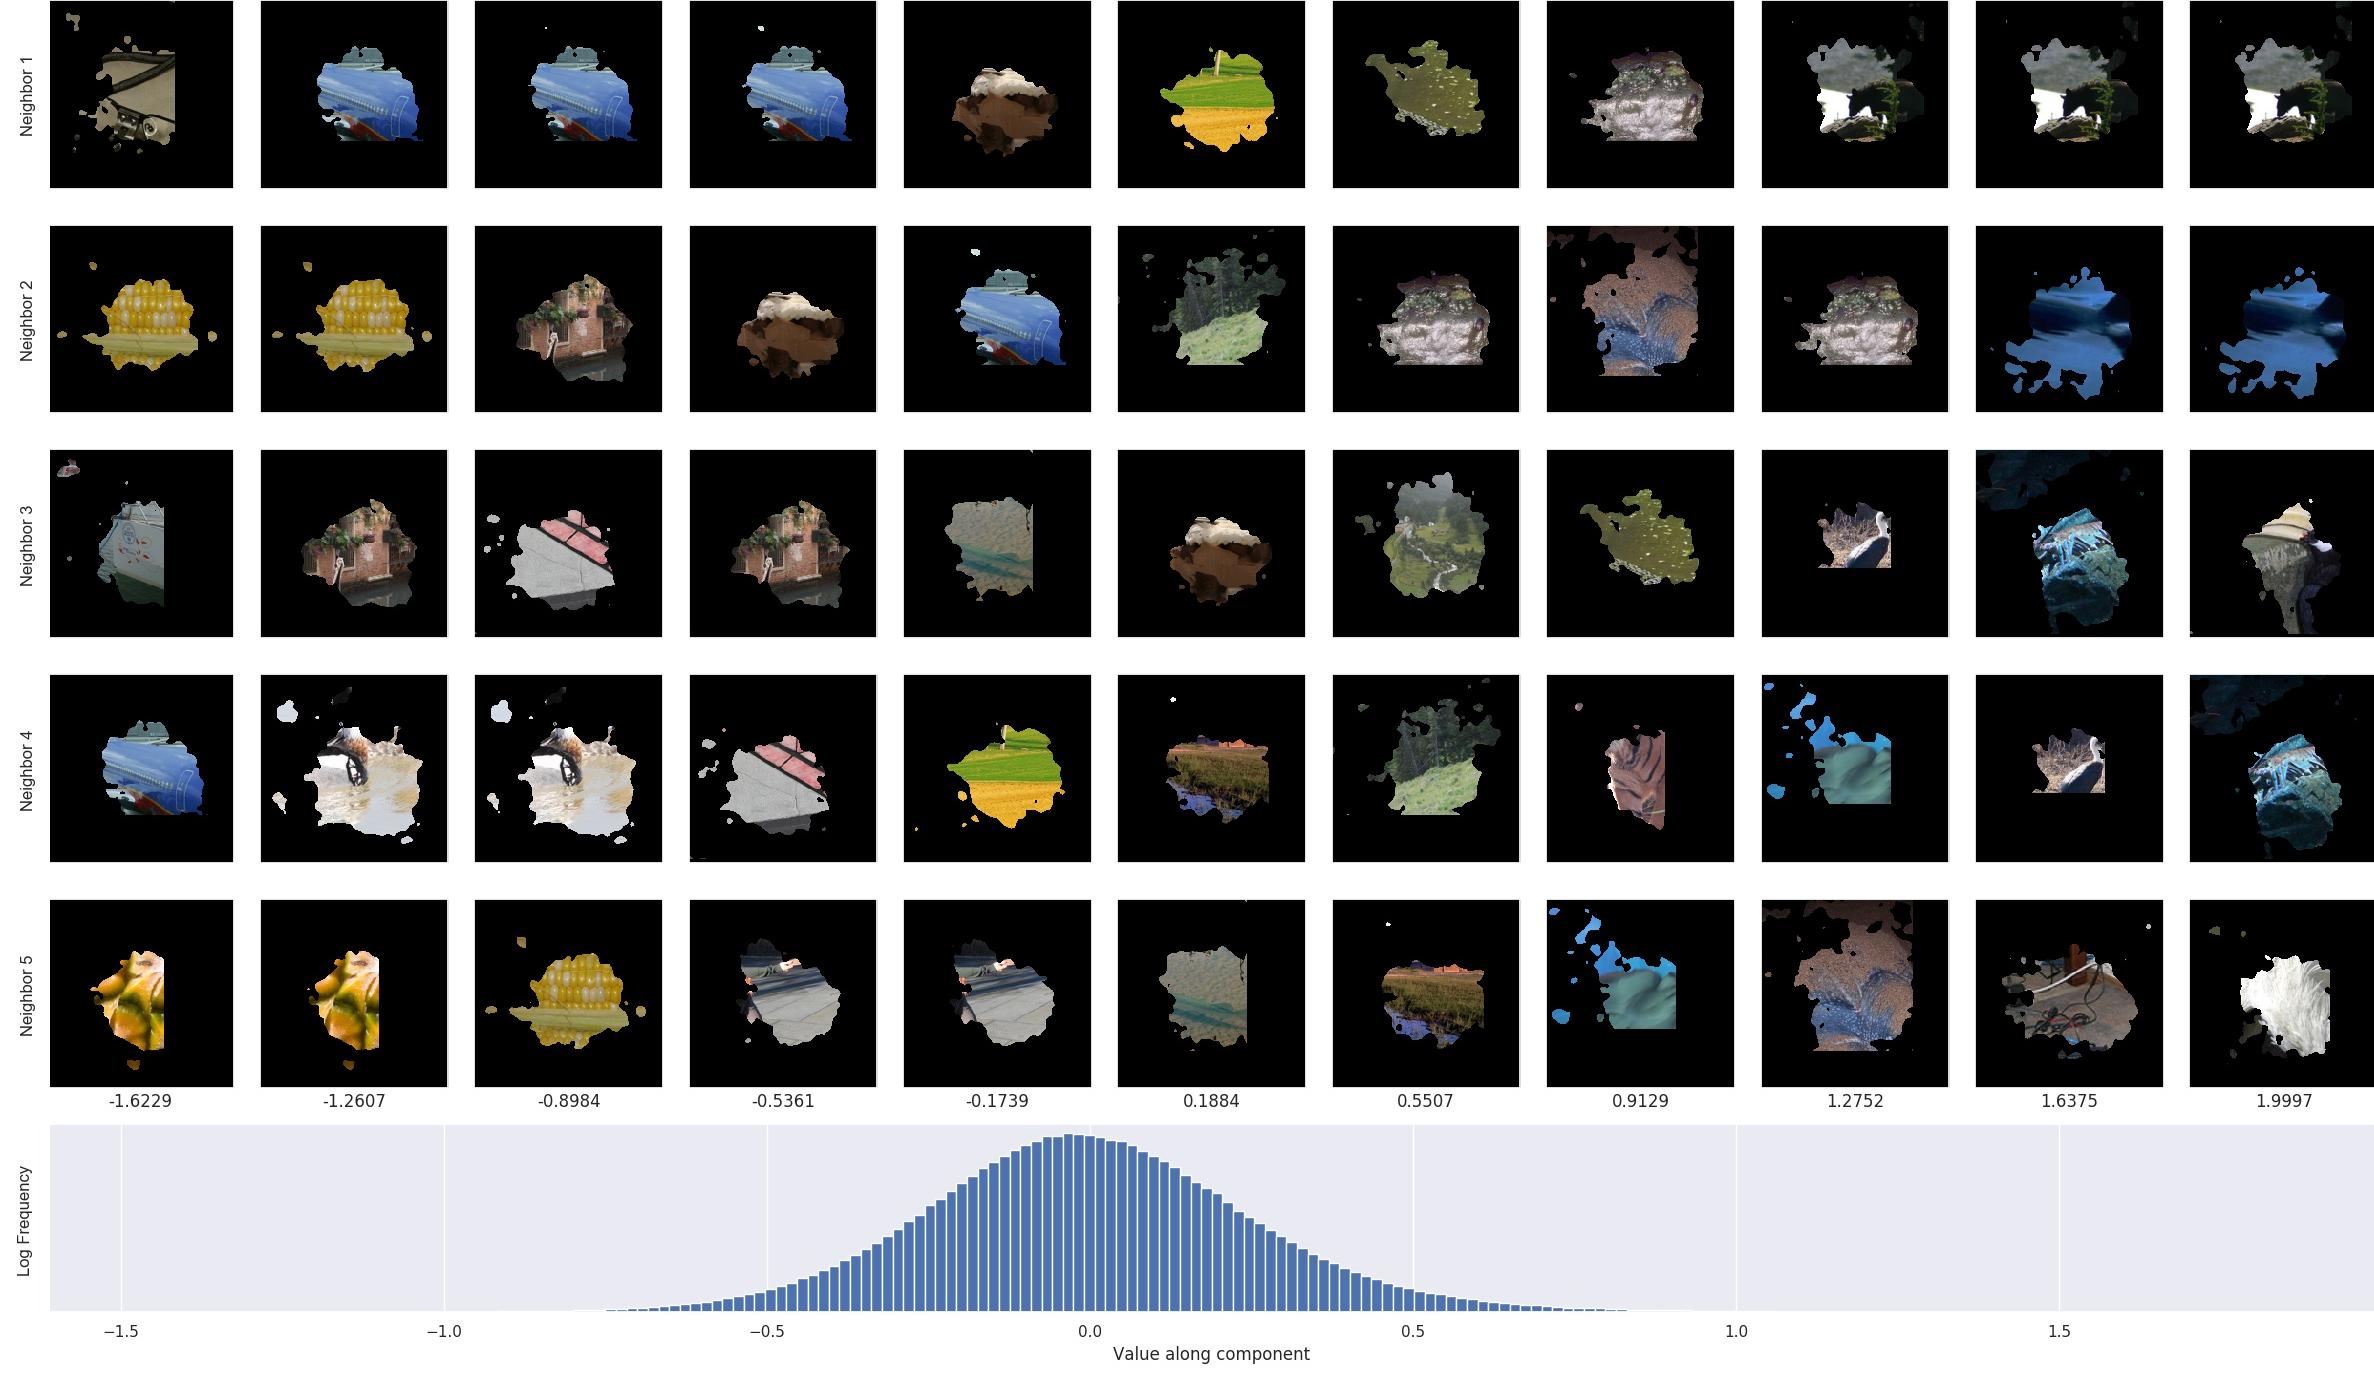 Neighbor 1
Neighbor 2
Neighbor 3
Neighbor 4
Neighbor 5
-1.6229 -1.2607 -0.8984 -0.5361 -0.1739 0.1884 0.5507 0.9129 1.2752 1.6375 1.9997
Log Frequency
−1.5 −1.0 −0.5 0.0 0.5 1.0 1.5
Value along component